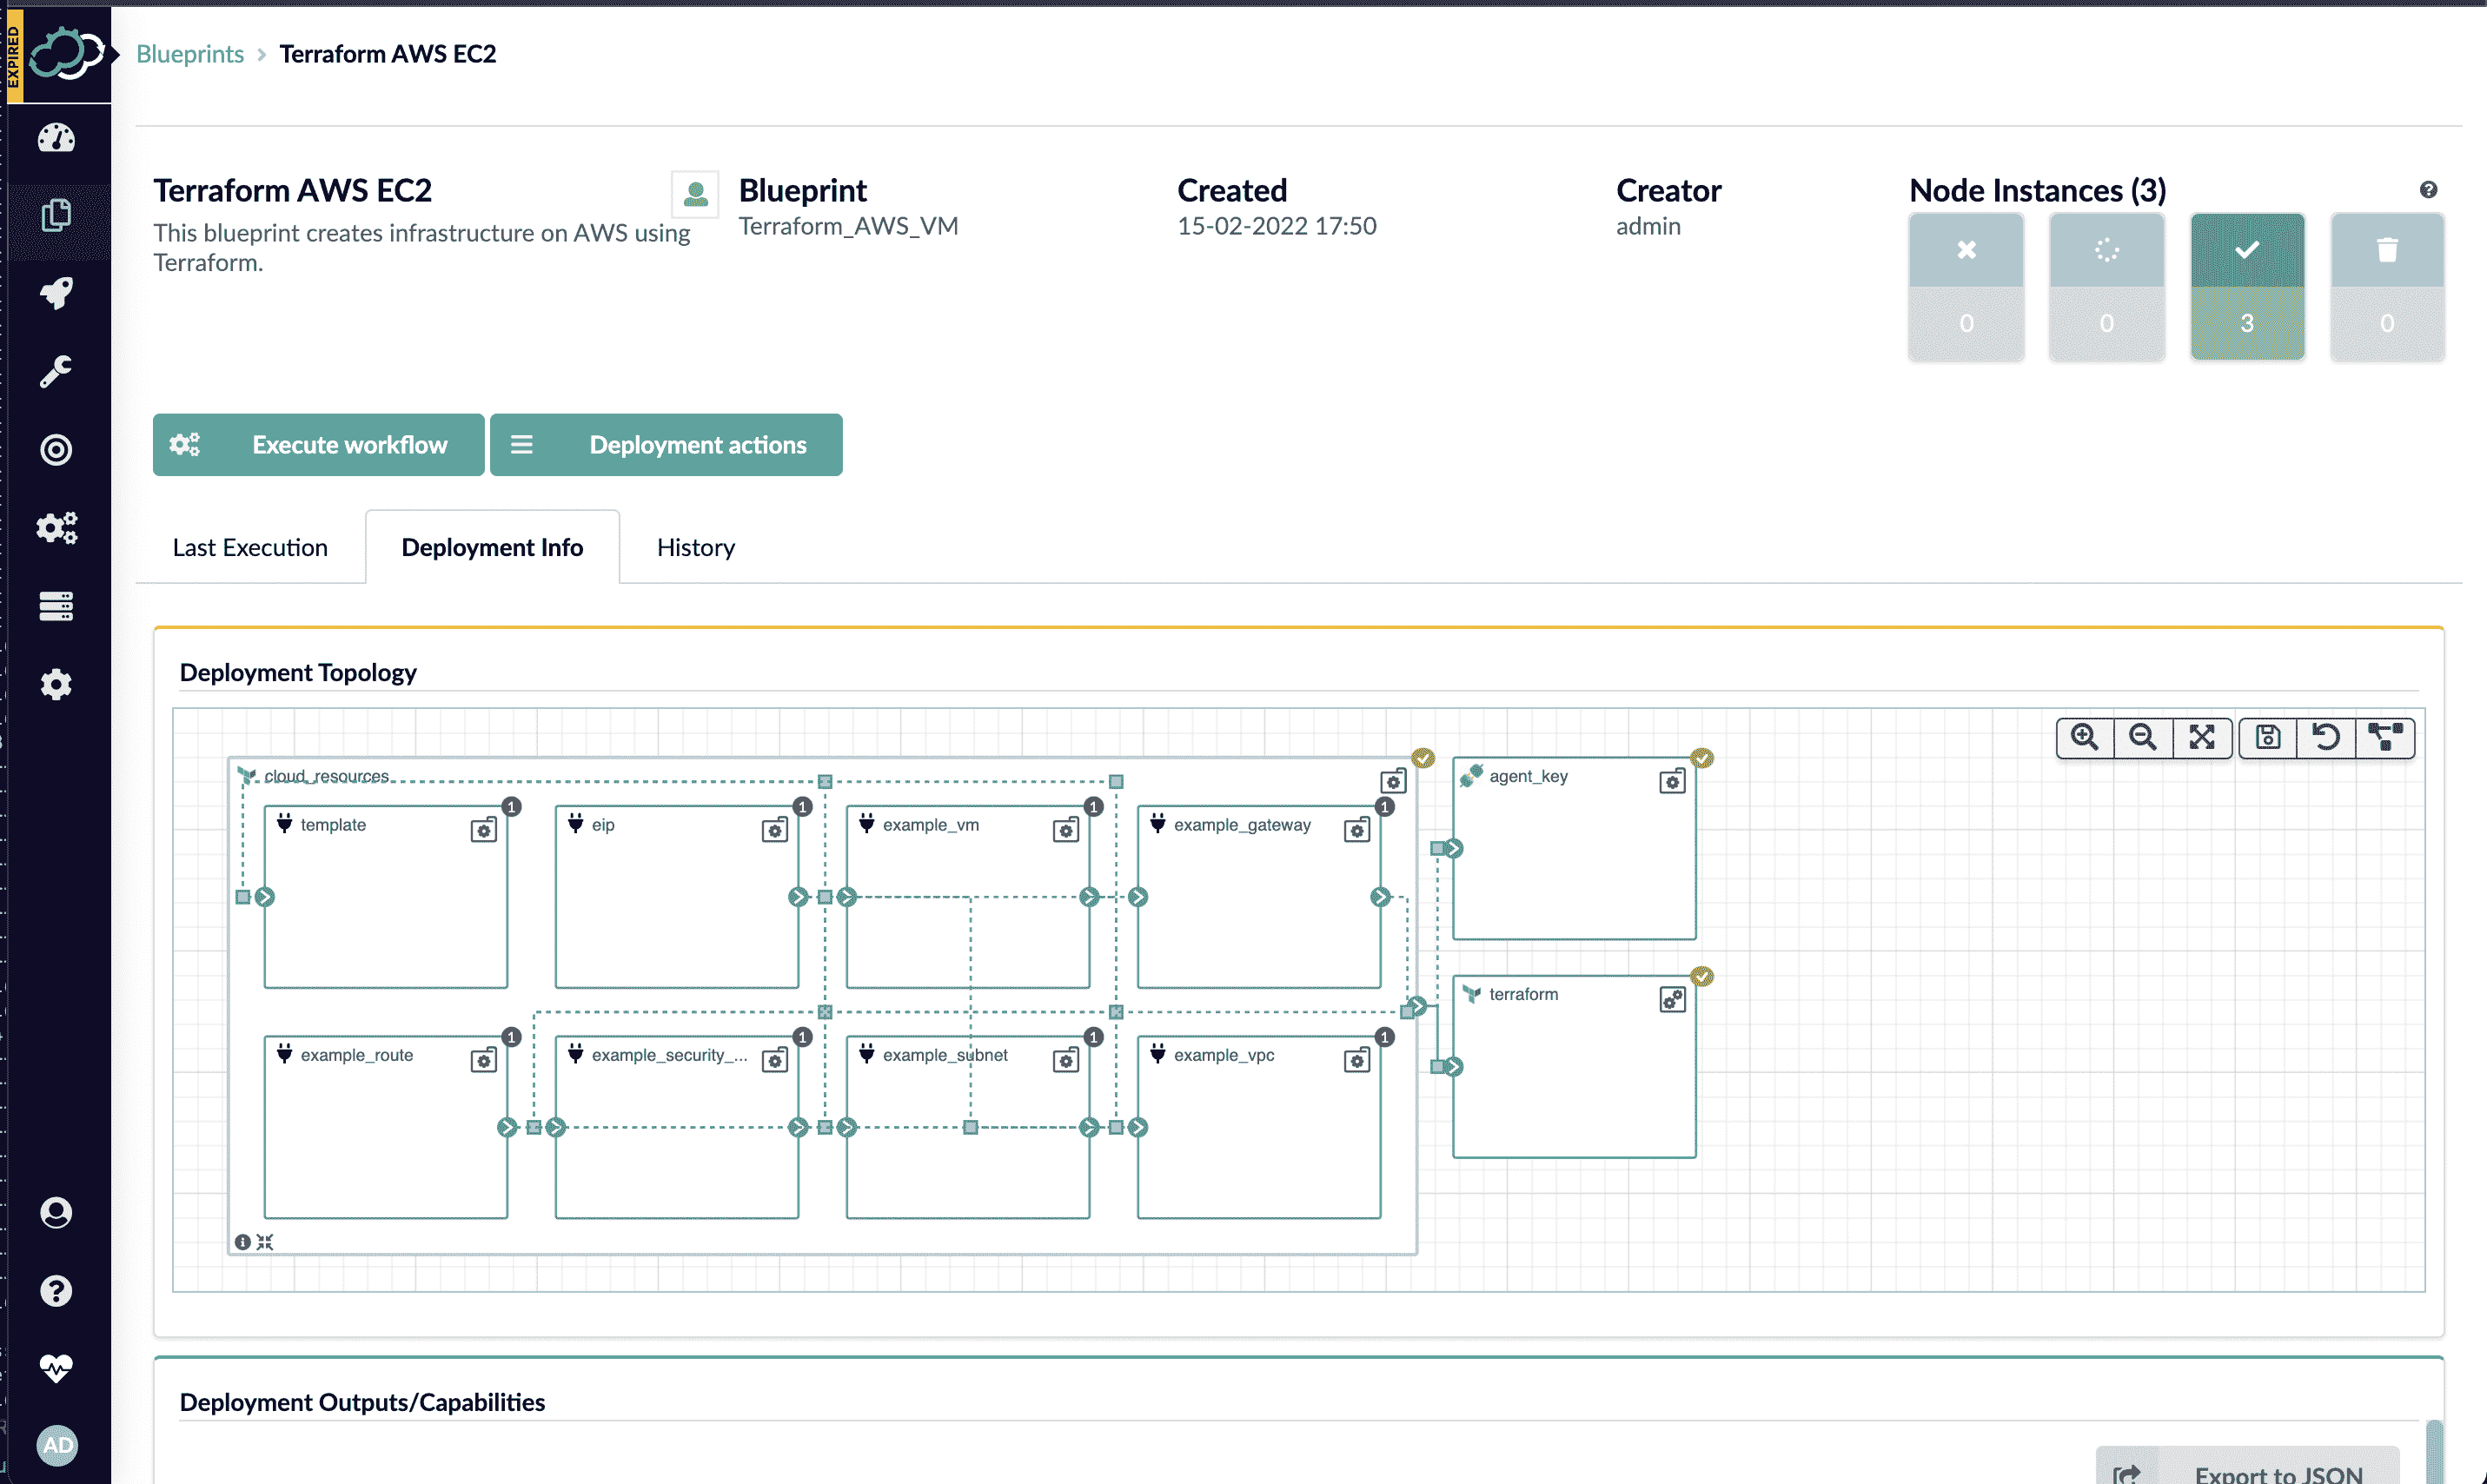 EXPIRED
Blueprints > Terraform AWS EC2
Terraform AWS EC2
This blueprint creates infrastructure on AWS using
Terraform.
Blueprint
Terraform_AWS_VM
Created
15-02-2022 17:50
Creator
admin
Node Instances (3)
0
0
3
0
Execute workflow
Deployment actions
Last Execution
Deployment Info
History
Deployment Topology
cloud_resources
template
1
eip
1
example_vm
1
example_gateway
1
agent_key
example_route
1
example_security_...
1
example_subnet
1
example_vpc
1
terraform
Deployment Outputs/Capabilities
AD
Export to JSON